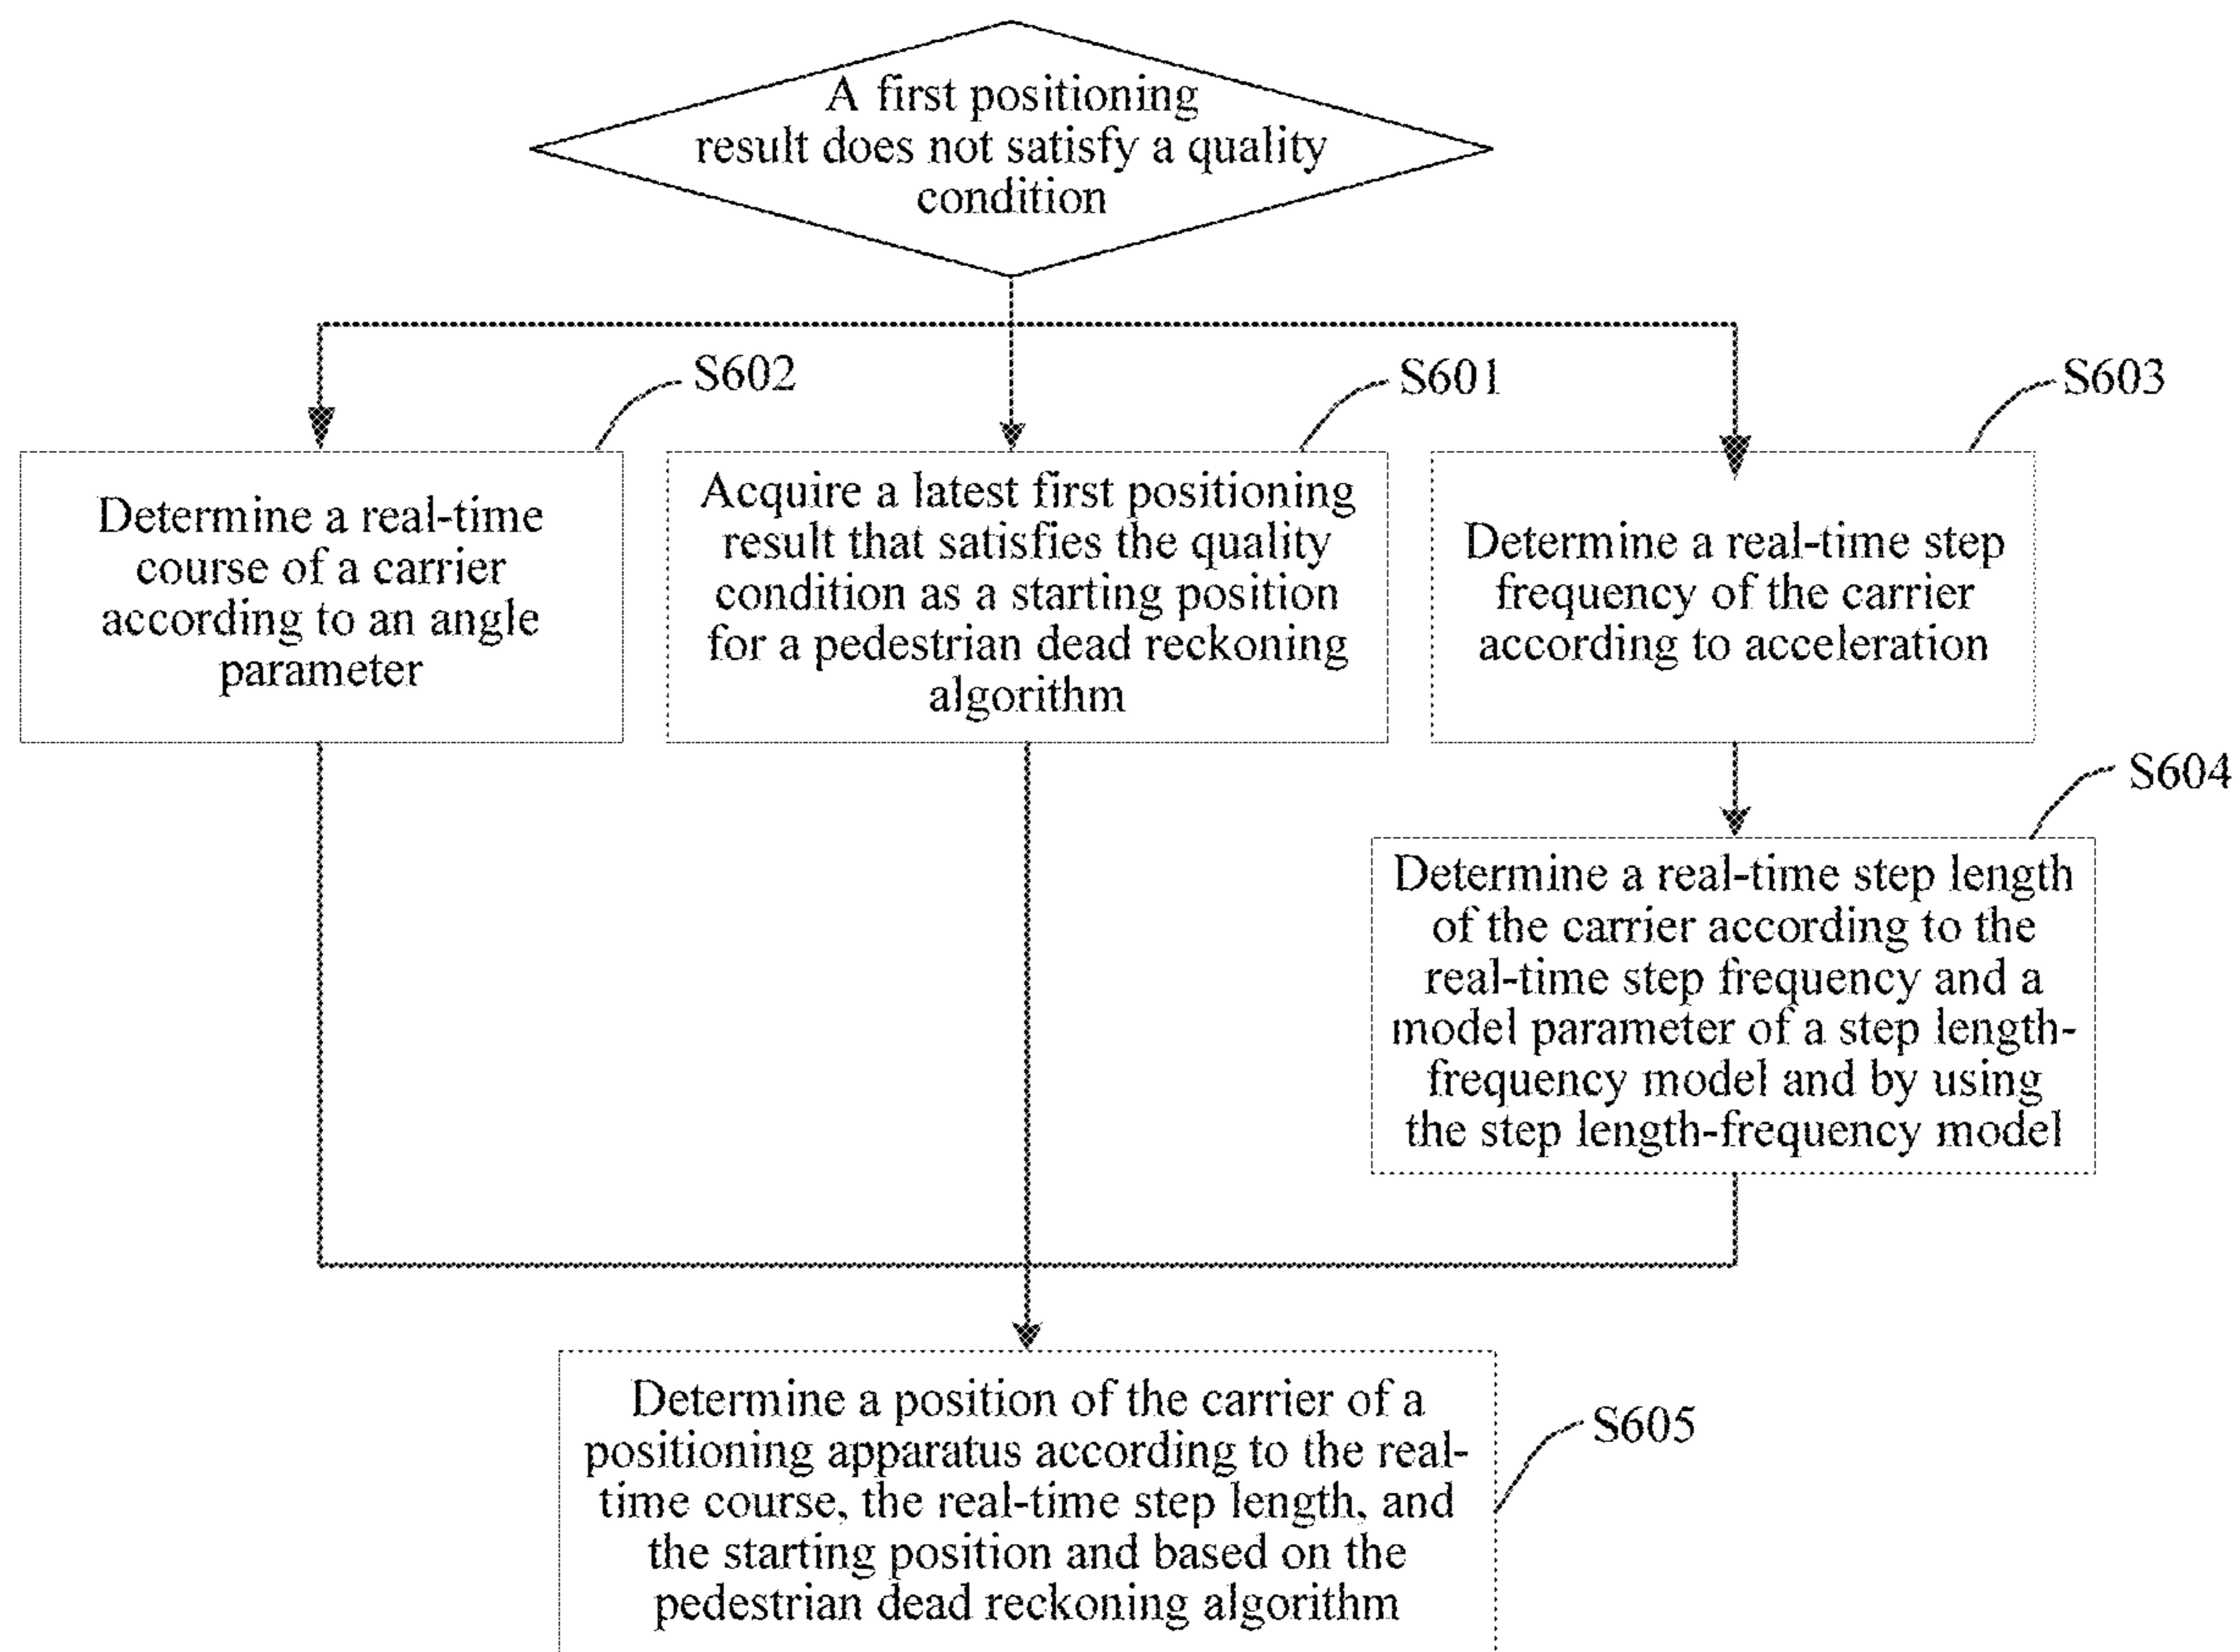 A first positioning
result does not satisfy a quality
condition
S602
S601
S603
Determine a real-time
course of a carrier
according to an angle
parameter
Acquire a latest first positioning
result that satisfies the quality
condition as a starting position
for a pedestrian dead reckoning
algorithm
Determine a real-time step
frequency of the carrier
according to acceleration
S604
Determine a real-time step length
of the carrier according to the
real-time step frequency and a
model parameter of a step length-
frequency model and by using
the step length-frequency model
Determine a position of the carrier of a
positioning apparatus according to the real-
time course, the real-time step length, and
the starting position and based on the
pedestrian dead reckoning algorithm
S605